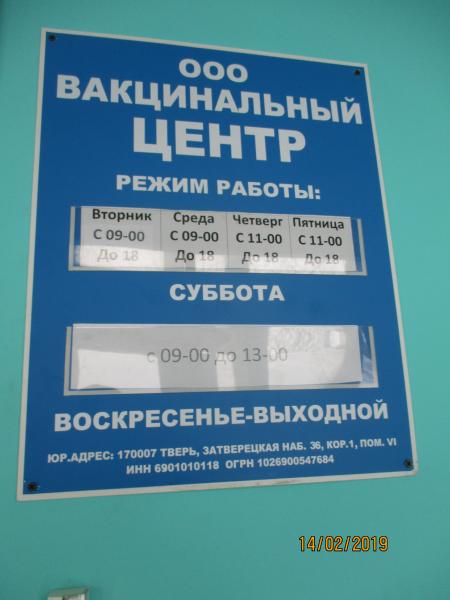 ООО
ВАКЦИНАЛЬНЫЙ
ЦЕНТР
РЕЖИМ РАБОТЫ:
Вторник Среда Четверг Пятница
С 09-00 С 09-00 С 11-00 С 11-00
До 18 До 18 До 18 До 18
СУББОТА
с 09-00 до 13-00
ВОСКРЕСЕНЬЕ-ВЫХОДНОЙ
ЮР.АДРЕС: 170007 ТВЕРЬ, ЗАТВЕРЕЦКАЯ НАБ. 36, КОР.1, ПОМ. VI
ИНН 6901010118 ОГРН 1026900547684
14/02/2019